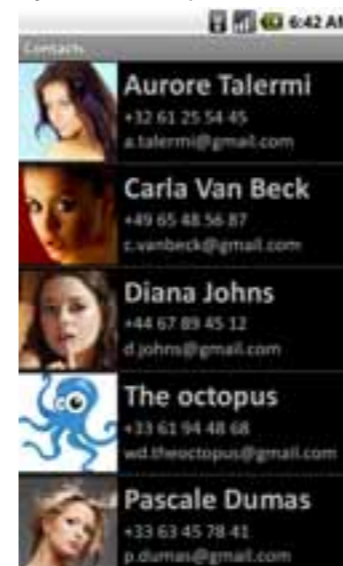 6:42 AM
Contacts
Aurore Talermi
+32 61 25 54 45
a.talermi@gmail.com
Carla Van Beck
+49 65 48 56 87
c.vanbeck@gmail.com
Diana Johns
+44 67 89 45 12
d.johns@gmail.com
The octopus
+33 61 94 48 68
wd.theoctopus@gmail.com
Pascale Dumas
+33 63 45 78 41
p.dumas@gmail.com